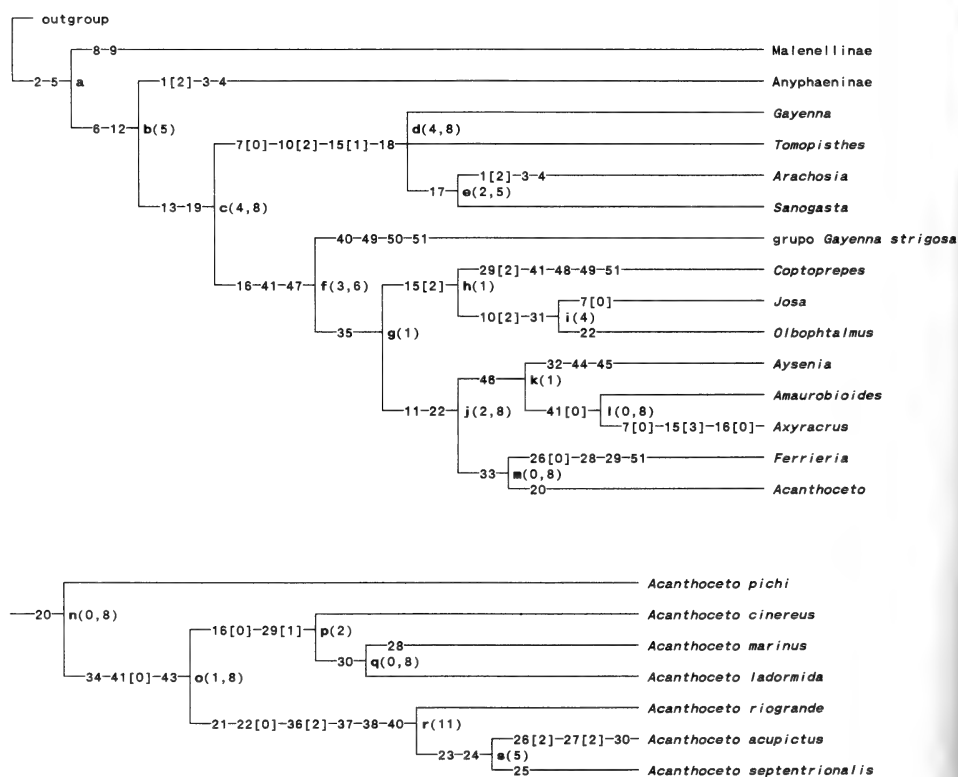 outgroup
8-9 Malenellinae
2-5 a
1[2]-3-4 Anyphaeninae
6-12 b(5)
Gayenna
7[0]-10[2]-15[1]-18 d(4,8) Tomopisthes
1[2]-3-4 Arachosia
17 e(2,5)
13-19 c(4,8) Sanogasta
40-49-50-51 grupo Gayenna strigosa
29[2]-41-48-49-51 Coptoprepes
16-41-47 f(3,6) 15[2] h(1)
7[0] Josa
10[2]-31 i(4)
35 g(1) 22 Olbophtalmus
32-44-45 Aysenia
46 k(1)
Amaurobioides
11-22 j(2,8) 41[0] l(0,8)
7[0]-15[3]-16[0] Axyracrus
26[0]-28-29-51 Ferrieria
33 m(0,8)
20 Acanthoceto
Acanthoceto pichi
20 n(0,8) Acanthoceto cinereus
16[0]-29[1] p(2)
28 Acanthoceto marinus
30 q(0,8)
34-41[0]-43 o(1,8) Acanthoceto ladormida
Acanthoceto riogrande
21-22[0]-36[2]-37-38-40 r(11)
26[2]-27[2]-30 Acanthoceto acupictus
23-24 s(5)
25 Acanthoceto septentrionalis